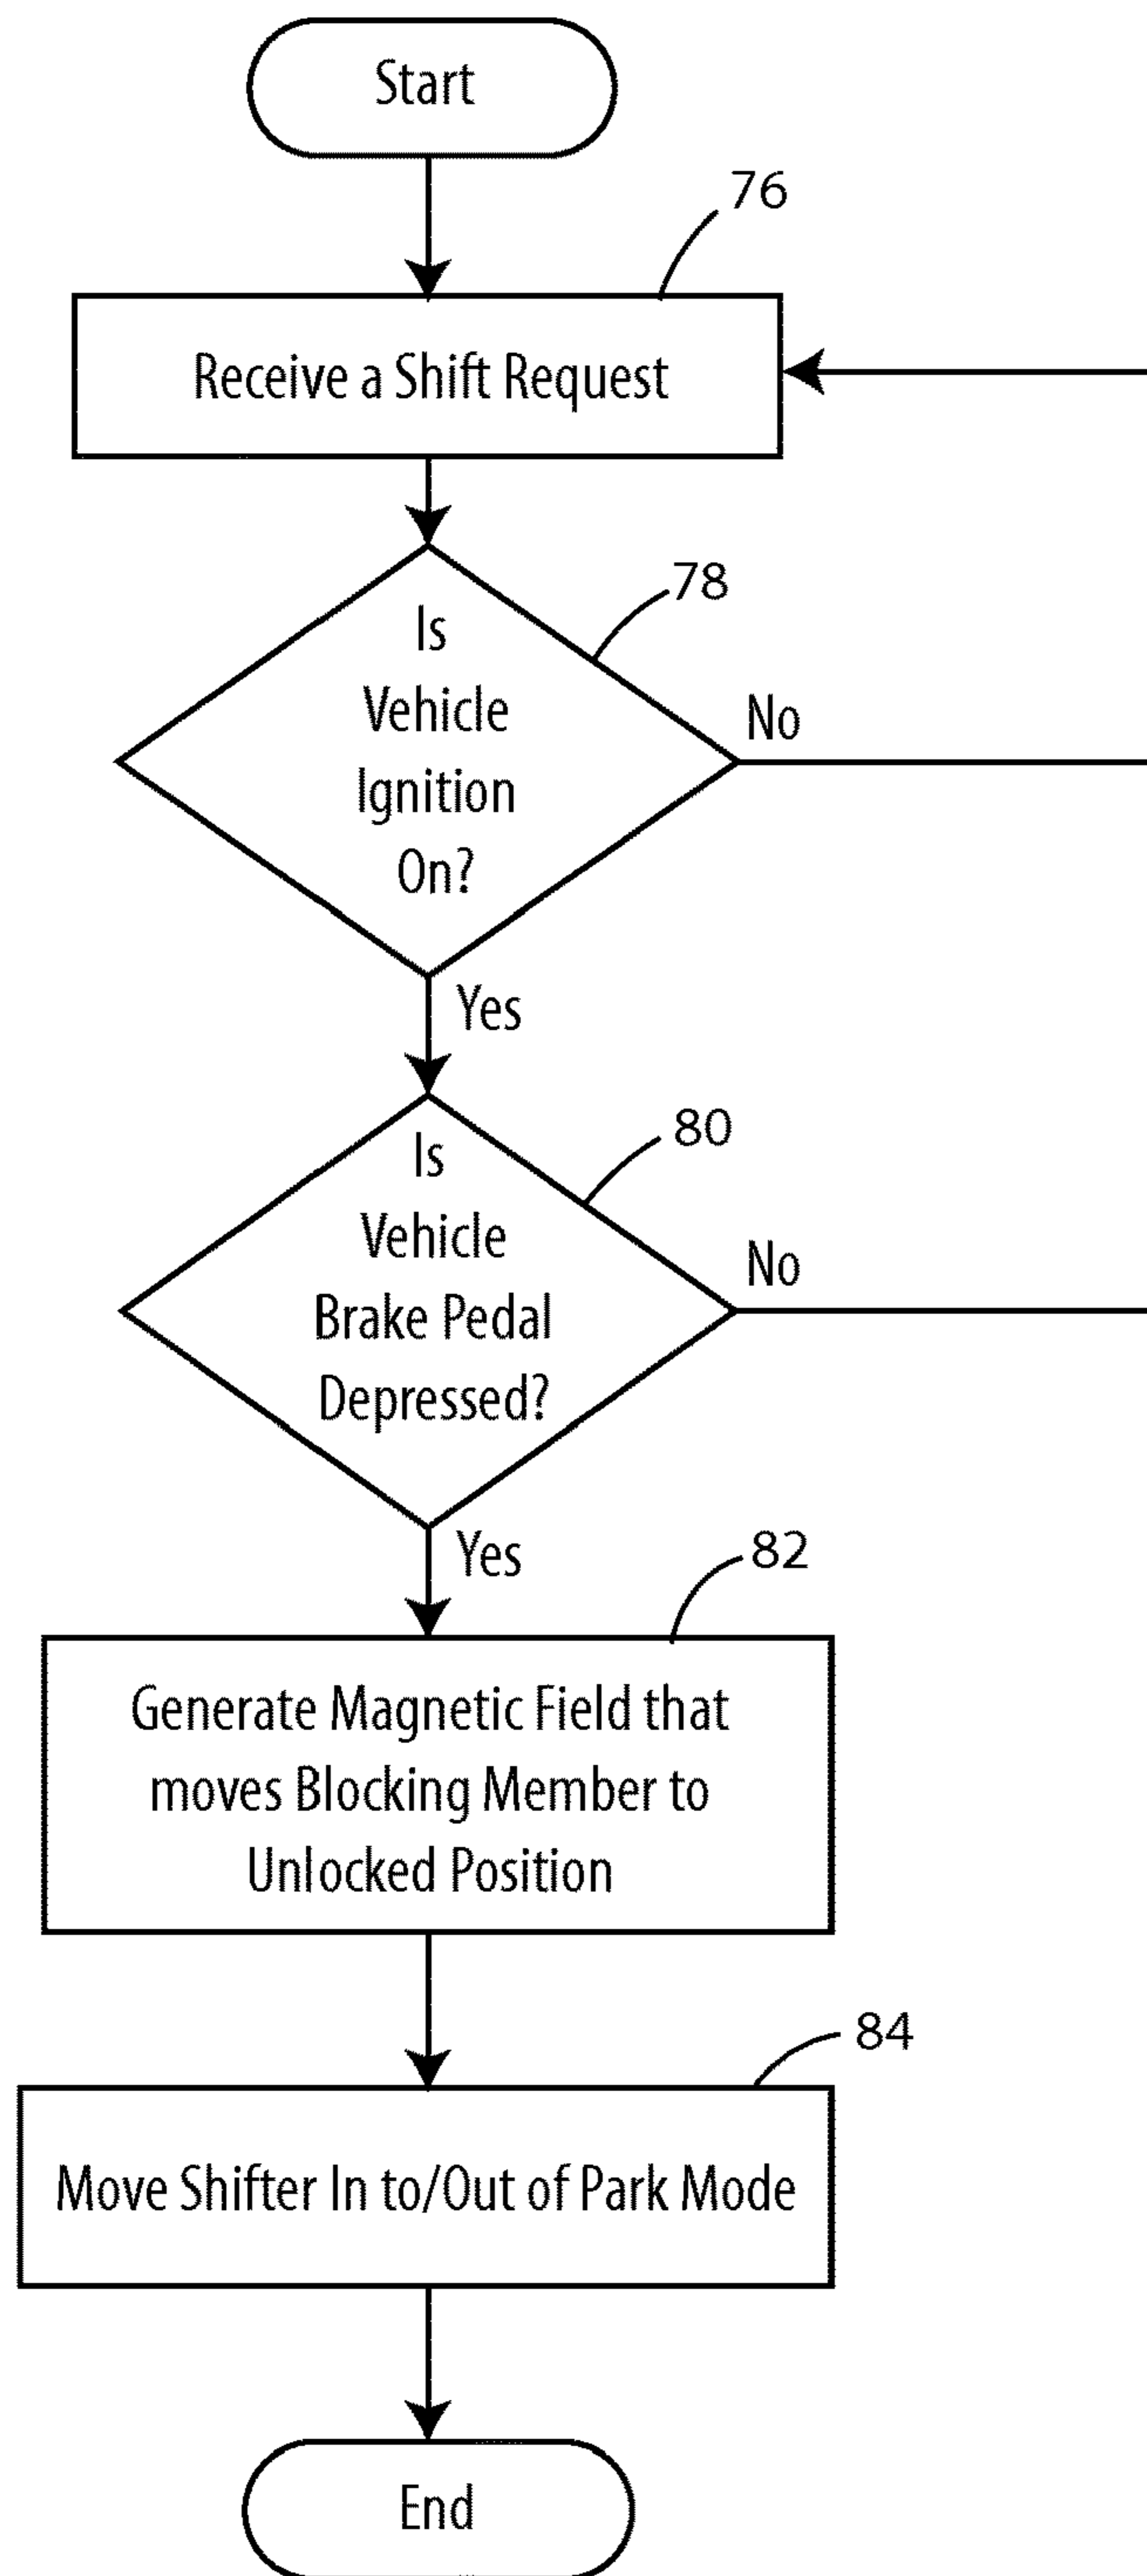 Start
76
Receive a Shift Request
78
Is
Vehicle
Ignition
On?
No
Yes
80
Is
Vehicle
Brake Pedal
Depressed?
No
Yes
82
Generate Magnetic Field that
moves Blocking Member to
Unlocked Position
84
Move Shifter In to/Out of Park Mode
End